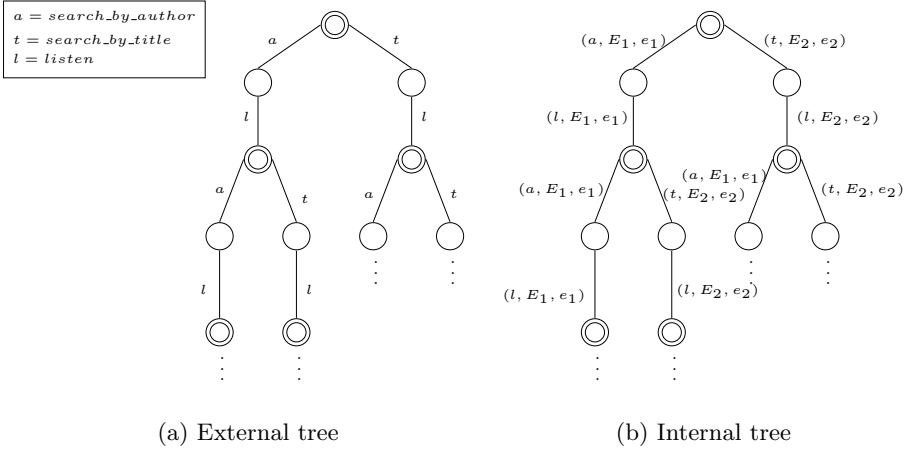 a = search_by_author
t = search_by_title
l = listen
a
t
l
l
a
t
a
t
l
l
(a) External tree
(a, E₁, e₁)
(t, E₂, e₂)
(l, E₁, e₁)
(l, E₂, e₂)
(a, E₁, e₁)
(t, E₂, e₂)
(a, E₁, e₁)
(t, E₂, e₂)
(l, E₁, e₁)
(l, E₂, e₂)
(b) Internal tree